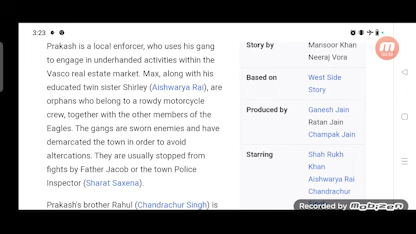 3:23
Prakash is a local enforcer, who uses his gang
to engage in underhanded activities within the
Vasco real estate market. Max, along with his
educated twin sister Shirley (Aishwarya Rai), are
orphans who belong to a rowdy motorcycle
crew, together with the other members of the
Eagles. The gangs are sworn enemies and have
demarcated the town in order to avoid
altercations. They are usually stopped from
fights by Father Jacob or the town Police
Inspector (Sharat Saxena).
Prakash's brother Rahul (Chandrachur Singh) is
Story by
Mansoor Khan
Neeraj Vora
Based on
West Side
Story
Produced by
Ganesh Jain
Ratan Jain
Champak Jain
Starring
Shah Rukh
Khan
Aishwarya Rai
Chandrachur
Recorded by Mobizen